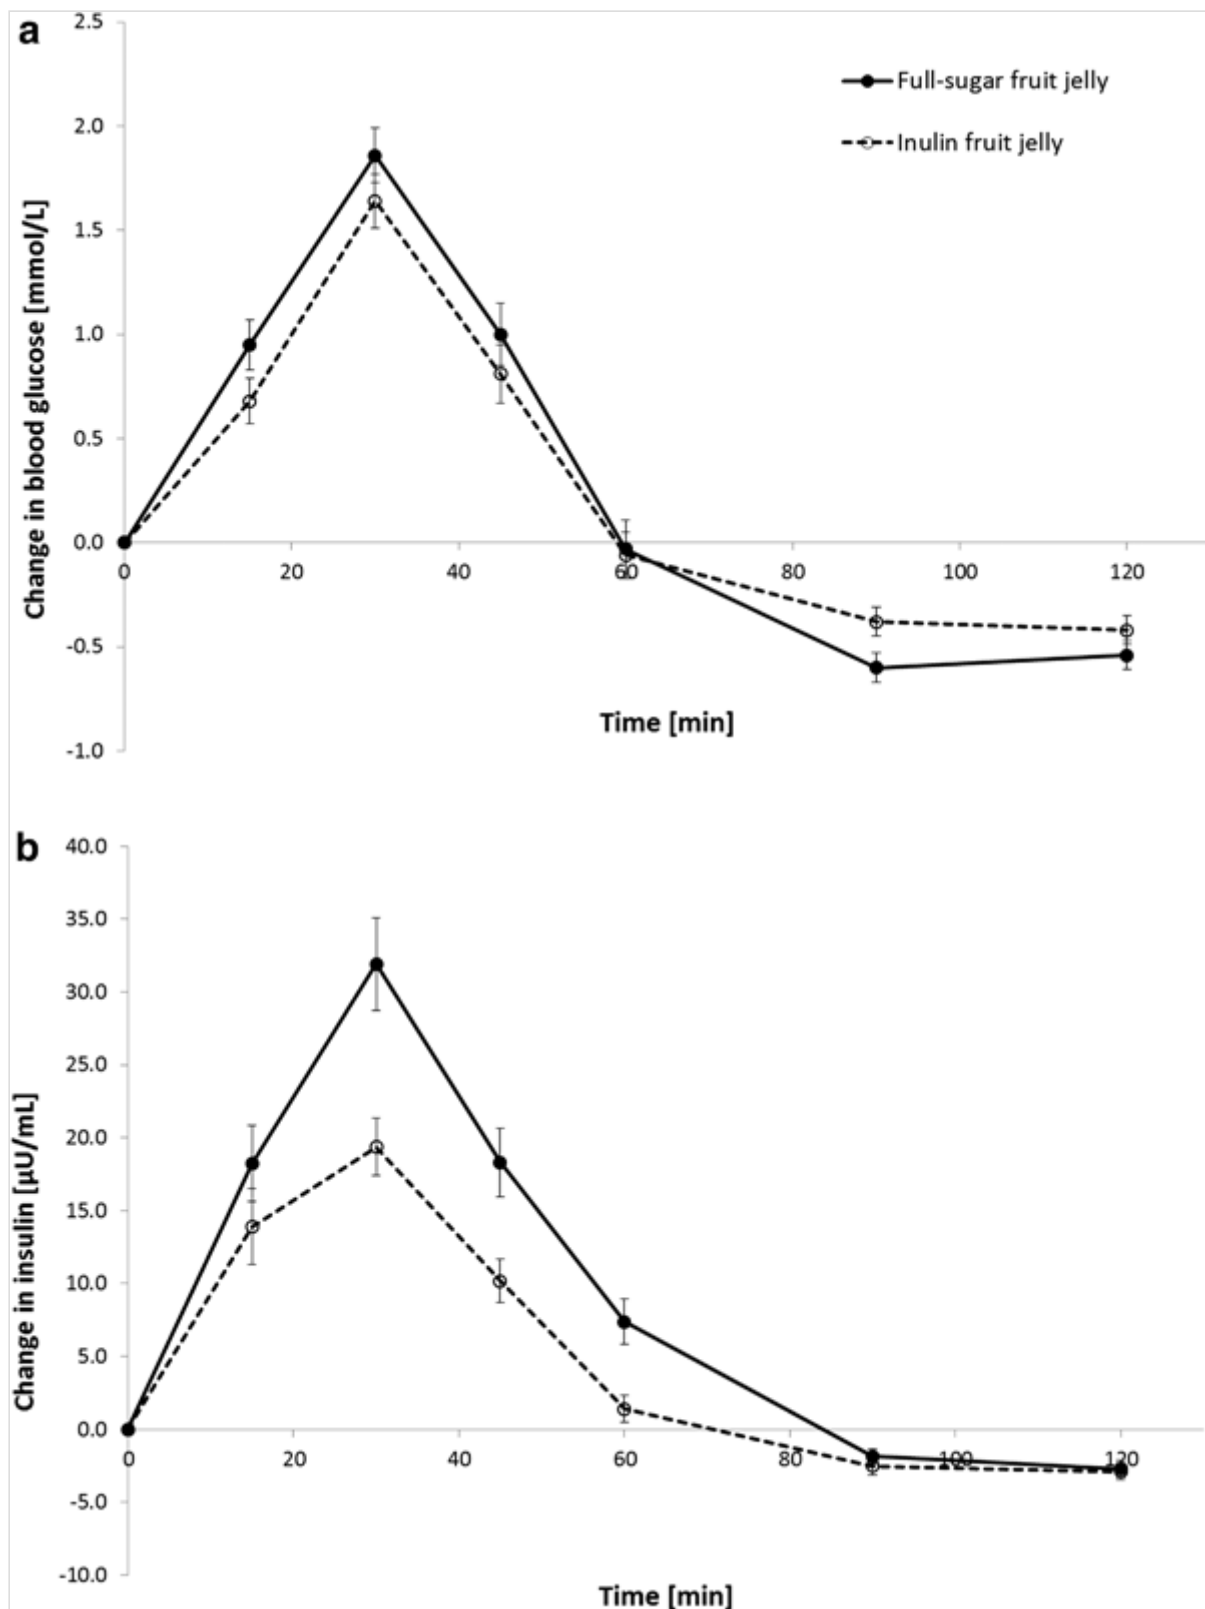 a
2.5
Full-sugar fruit jelly
2.0
Inulin fruit jelly
1.5
1.0
0.5
0.0
0 20 40 60 80 100 120
-0.5
-1.0
Change in blood glucose [mmol/L]
Time [min]
b
40.0
35.0
30.0
25.0
20.0
15.0
10.0
5.0
0.0
0 20 40 60 80 100 120
-5.0
-10.0
Change in insulin [µU/mL]
Time [min]